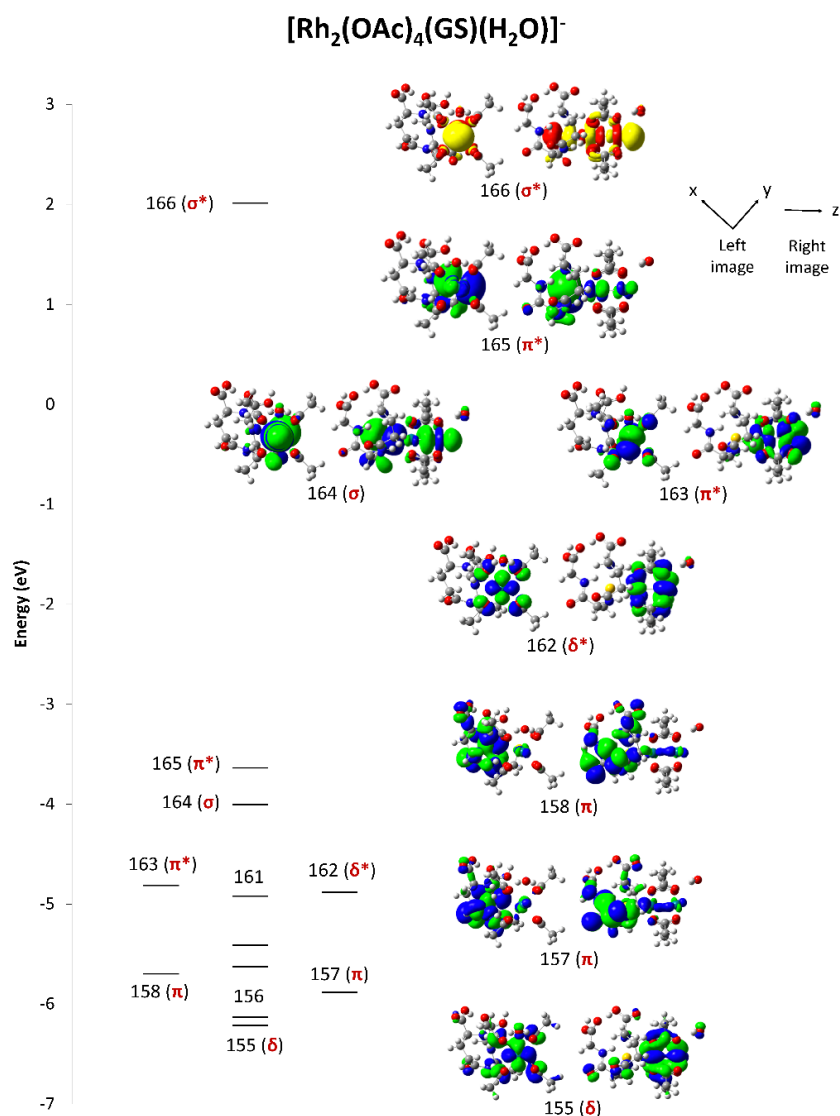 [Rh₂(OAc)₄(GS)(H₂O)]⁻
3
166 (σ*)
2
166 (σ*)
x
y
z
Left image
Right image
1
165 (π*)
0
164 (σ)
163 (π*)
-1
Energy (eV)
-2
162 (δ*)
-3
165 (π*)
158 (π)
-4
164 (σ)
163 (π*)
161
162 (δ*)
-5
157 (π)
158 (π)
156
157 (π)
-6
155 (δ)
155 (δ)
-7